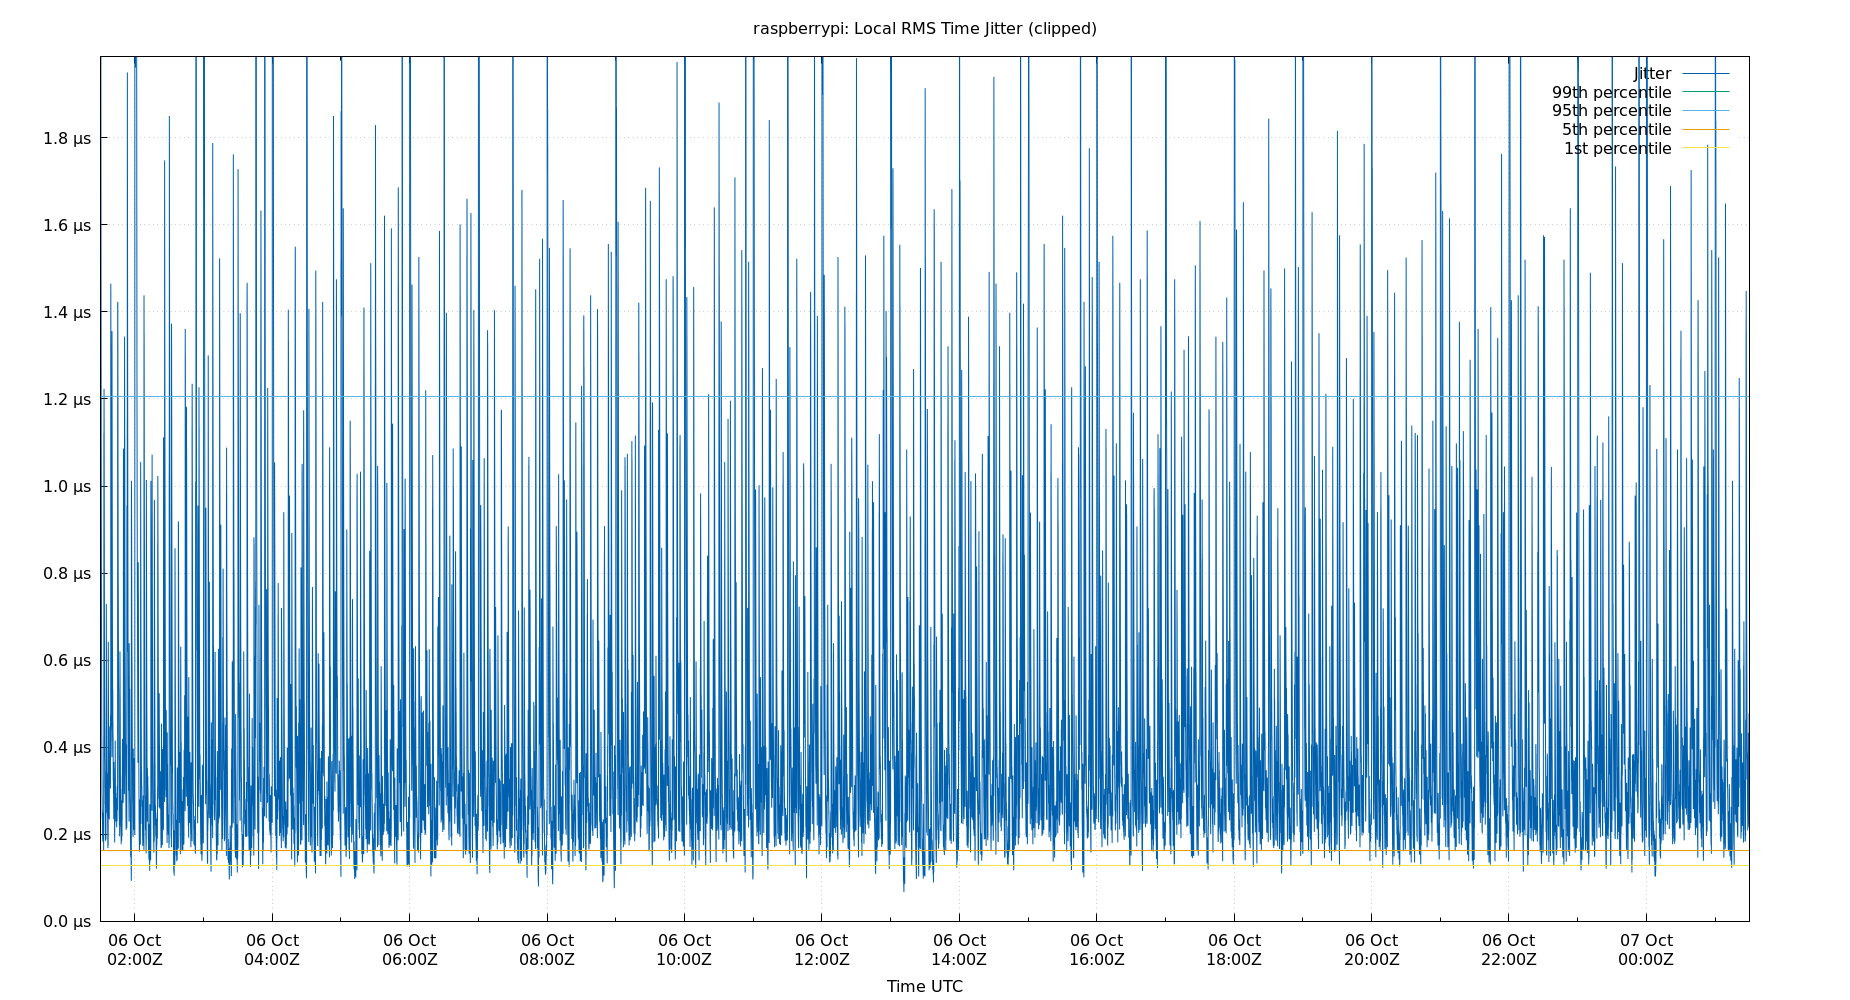 raspberrypi: Local RMS Time Jitter (clipped)
Jitter
99th percentile
95th percentile
5th percentile
1st percentile
1.8 μs
1.6 μs
1.4 μs
1.2 μs
1.0 μs
0.8 μs
0.6 μs
0.4 μs
0.2 μs
0.0 μs
06 Oct 06 Oct 06 Oct 06 Oct 06 Oct 06 Oct 06 Oct 06 Oct 06 Oct 06 Oct 06 Oct 07 Oct
02:00Z 04:00Z 06:00Z 08:00Z 10:00Z 12:00Z 14:00Z 16:00Z 18:00Z 20:00Z 22:00Z 00:00Z
Time UTC